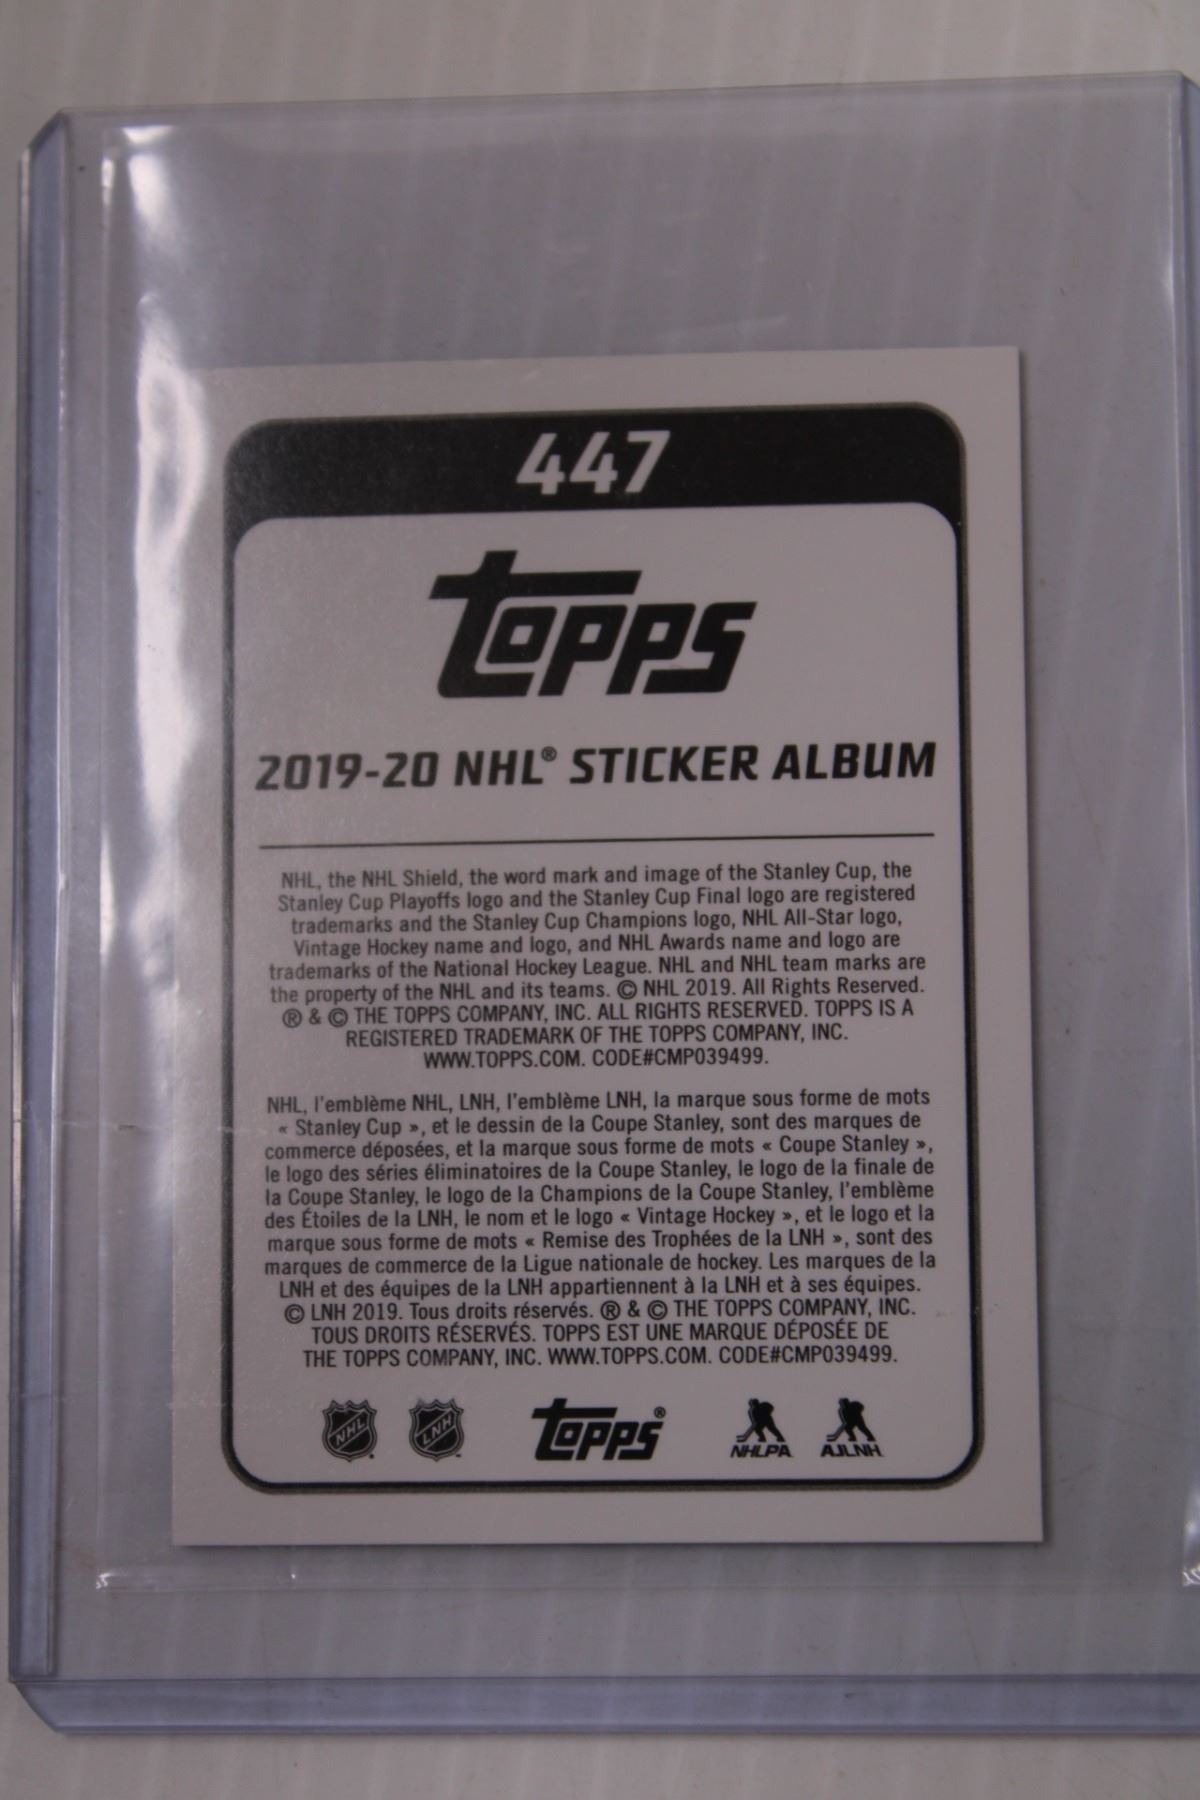 447
Topps
2019-20 NHL® STICKER ALBUM
NHL, the NHL Shield, the word mark and image of the Stanley Cup, the
Stanley Cup Playoffs logo and the Stanley Cup Final logo are registered
trademarks and the Stanley Cup Champions logo, NHL All-Star logo,
Vintage Hockey name and logo, and NHL Awards name and logo are
trademarks of the National Hockey League. NHL and NHL team marks are
the property of the NHL and its teams. © NHL 2019. All Rights Reserved.
® & © THE TOPPS COMPANY, INC. ALL RIGHTS RESERVED. TOPPS IS A
REGISTERED TRADEMARK OF THE TOPPS COMPANY, INC.
WWW.TOPPS.COM. CODE#CMP039499.
NHL, l'emblème NHL, LNH, l'emblème LNH, la marque sous forme de mots
« Stanley Cup », et le dessin de la Coupe Stanley, sont des marques de
commerce déposées, et la marque sous forme de mots « Coupe Stanley »,
le logo des séries éliminatoires de la Coupe Stanley, le logo de la finale de
la Coupe Stanley, le logo de la Champions de la Coupe Stanley, l'emblème
des Étoiles de la LNH, le nom et le logo « Vintage Hockey », et le logo et la
marque sous forme de mots « Remise des Trophées de la LNH », sont des
marques de commerce de la Ligue nationale de hockey. Les marques de la
LNH et des équipes de la LNH appartiennent à la LNH et à ses équipes.
© LNH 2019. Tous droits réservés. ® & © THE TOPPS COMPANY, INC.
TOUS DROITS RÉSERVÉS. TOPPS EST UNE MARQUE DÉPOSÉE DE
THE TOPPS COMPANY, INC. WWW.TOPPS.COM. CODE#CMP039499.
NHL LNH Topps® NHLPA AJLNH